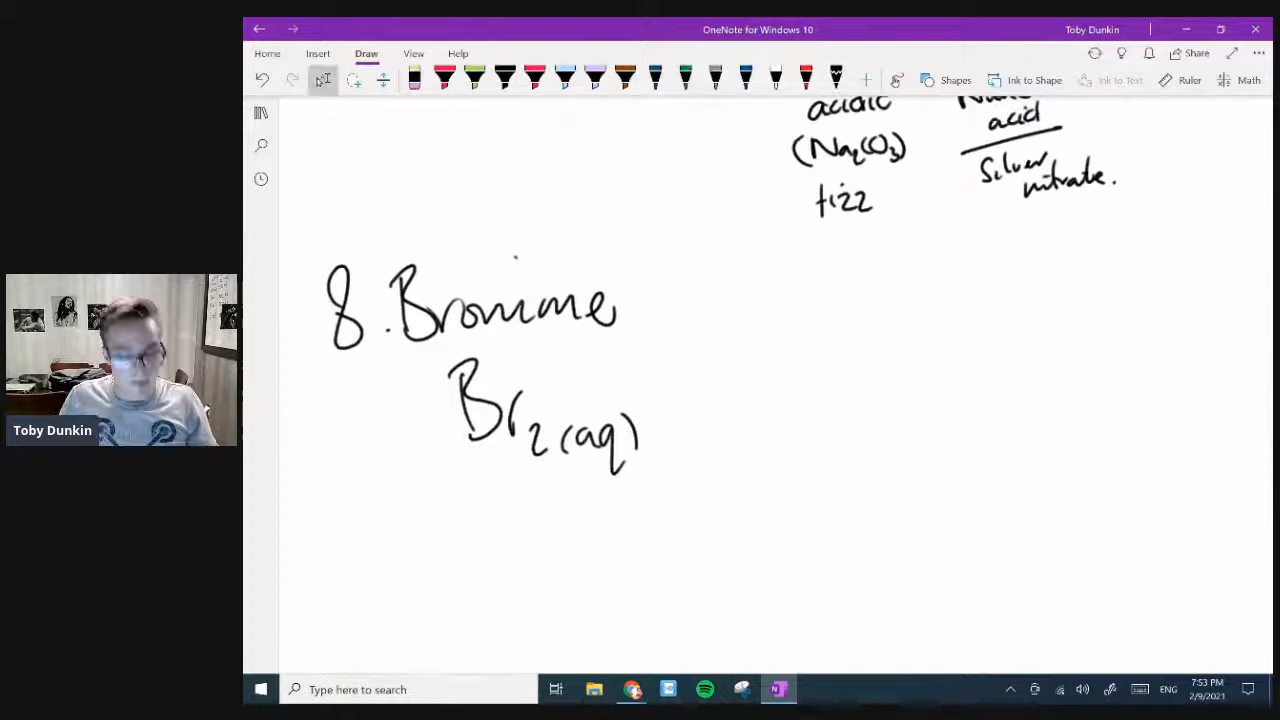 OneNote for Windows 10
Toby Dunkin
Home Insert Draw View Help
Share
Shapes Ink to Shape Ink to Text Ruler Math
acidic
acid
(Na2CO3)
Silver
nitrate.
fizz
8. Bromine
Br2(aq)
Toby Dunkin
Type here to search
ENG
7:53 PM
2/9/2021